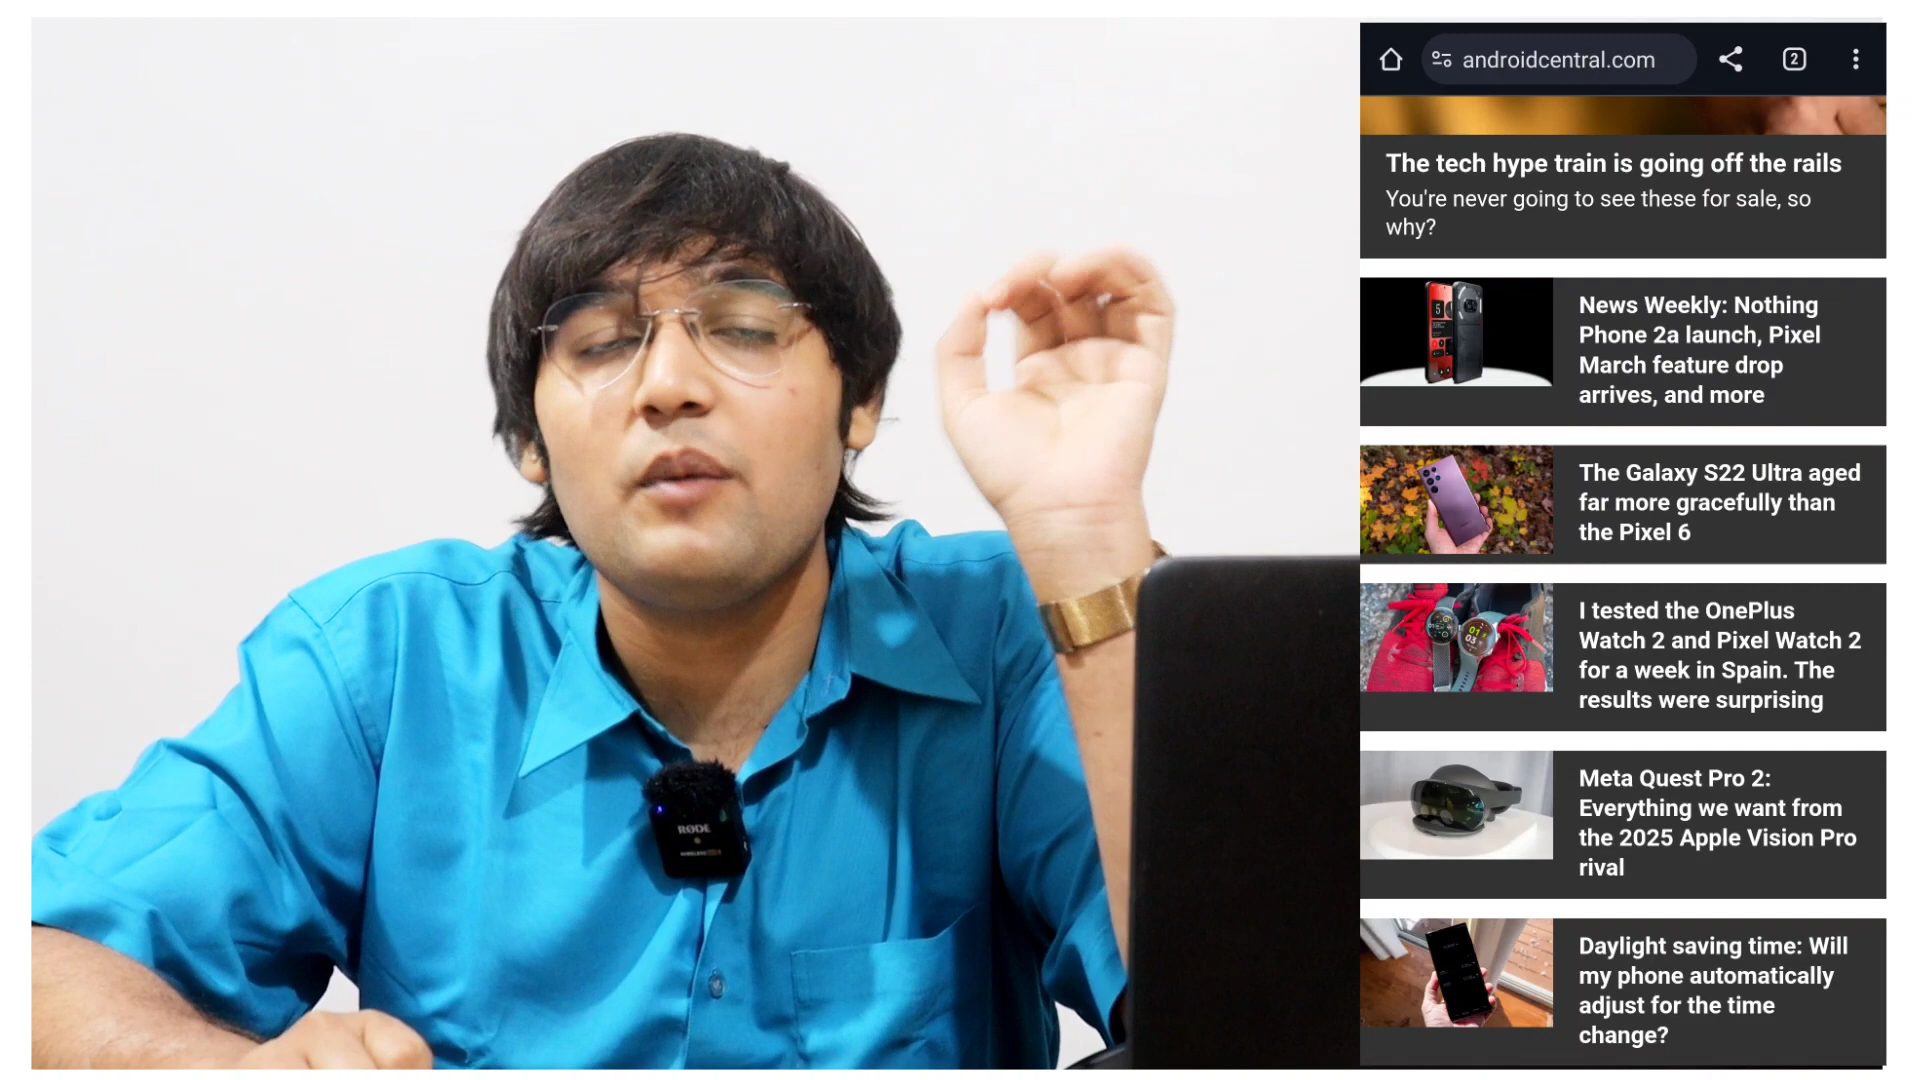 androidcentral.com
2
The tech hype train is going off the rails
You're never going to see these for sale, so
why?
News Weekly: Nothing
Phone 2a launch, Pixel
March feature drop
arrives, and more
The Galaxy S22 Ultra aged
far more gracefully than
the Pixel 6
I tested the OnePlus
Watch 2 and Pixel Watch 2
for a week in Spain. The
results were surprising
Meta Quest Pro 2:
Everything we want from
the 2025 Apple Vision Pro
rival
Daylight saving time: Will
my phone automatically
adjust for the time
change?
RØDE